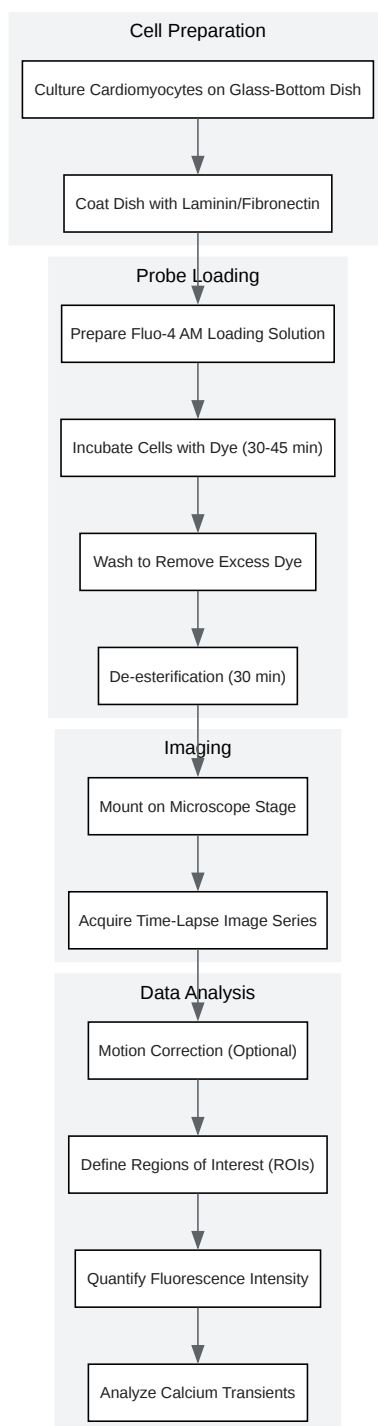 Cell Preparation
Culture Cardiomyocytes on Glass-Bottom Dish
Coat Dish with Laminin/Fibronectin
Probe Loading
Prepare Fluo-4 AM Loading Solution
Incubate Cells with Dye (30-45 min)
Wash to Remove Excess Dye
De-esterification (30 min)
Imaging
Mount on Microscope Stage
Acquire Time-Lapse Image Series
Data Analysis
Motion Correction (Optional)
Define Regions of Interest (ROIs)
Quantify Fluorescence Intensity
Analyze Calcium Transients